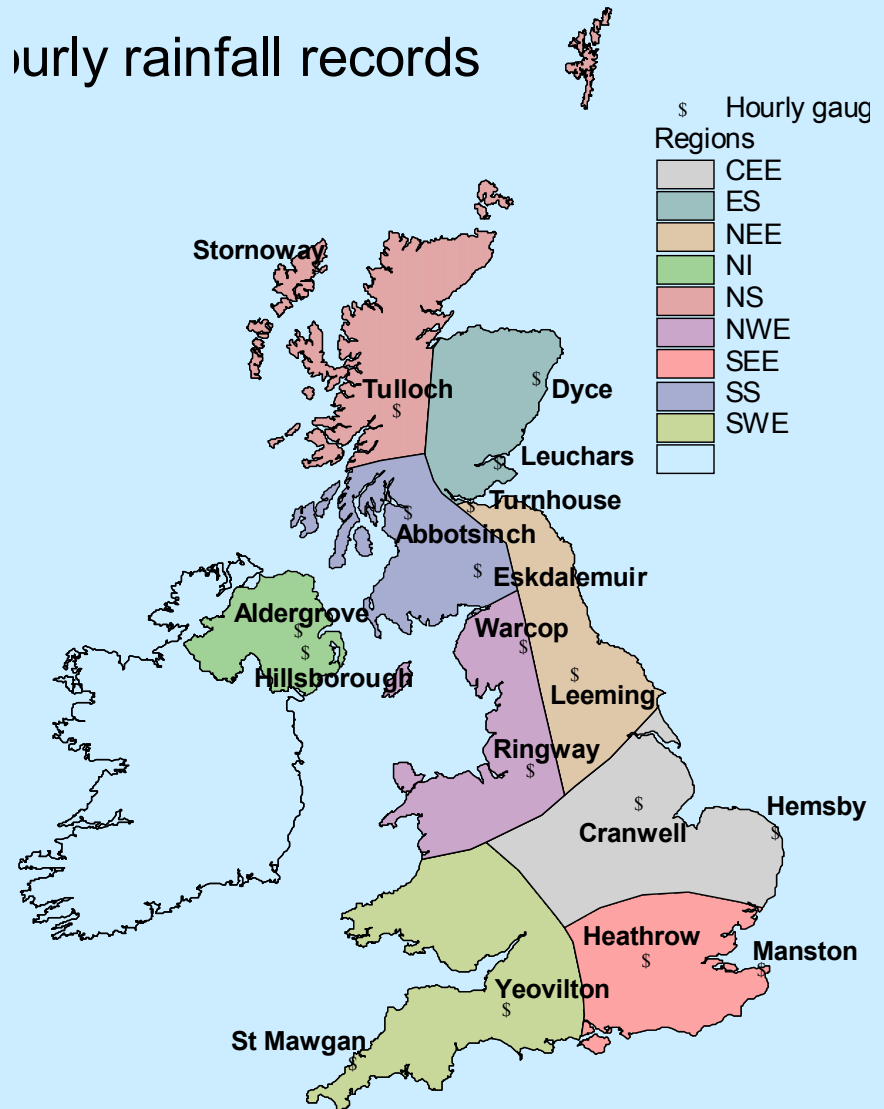 urly rainfall records
$ Hourly gaug
Regions
CEE
ES
NEE
NI
NS
NWE
SEE
SS
SWE
Stornoway
Tulloch
$
$
Dyce
$
Leuchars
$
Turnhouse
$
Abbotsinch
$
Eskdalemuir
Aldergrove
$
$
Hillsborough
Warcop
$
$
Leeming
Ringway
$
$
Cranwell
Hemsby
$
Heathrow
$
Manston
$
Yeovilton
$
St Mawgan
$